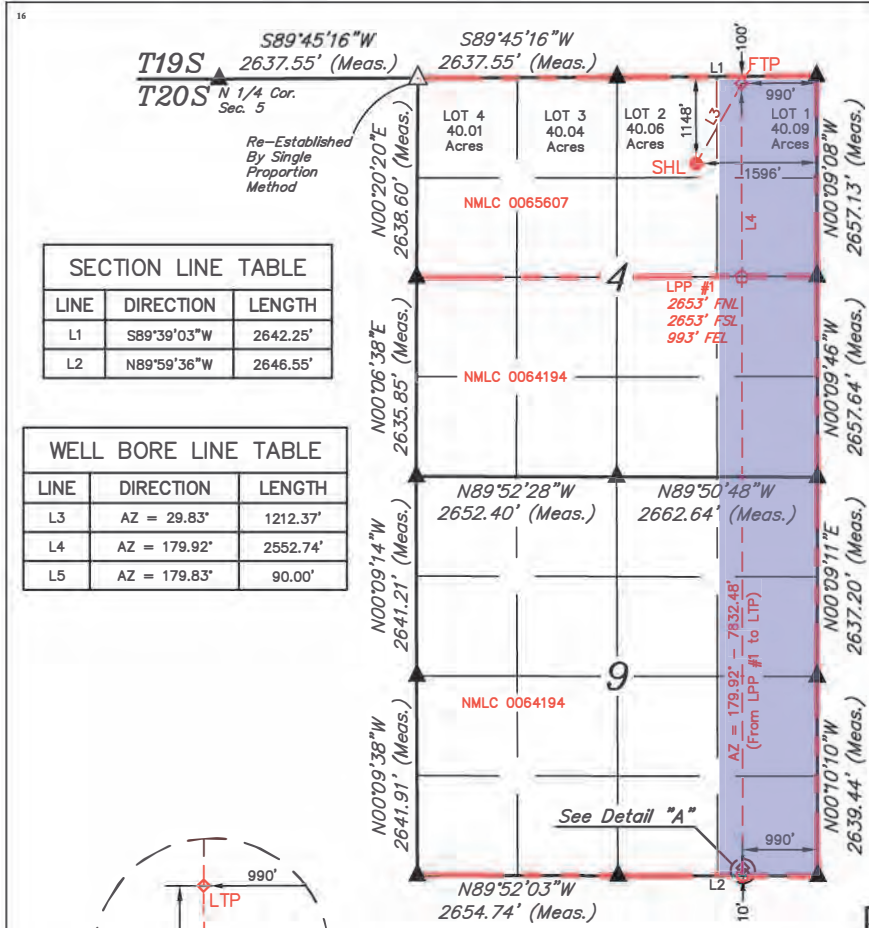 16
S89°45'16"W
2637.55' (Meas.)
S89°45'16"W
2637.55' (Meas.)
T19S
T20S
N 1/4 Cor.
Sec. 5
Re-Established
By Single
Proportion
Method
L1
100'
FTP
990'
LOT 4
40.01
Acres
LOT 3
40.04
Acres
LOT 2
40.06
Acres
LOT 1
40.09
Arces
1148'
L3
SHL
1596'
N00°20'20"E
2638.60' (Meas.)
N00°09'08"W
2657.13' (Meas.)
NMLC 0065607
L4
4
LPP #1
2653' FNL
2653' FSL
993' FEL
SECTION LINE TABLE
LINE DIRECTION LENGTH
L1 S89°39'03"W 2642.25'
L2 N89°59'36"W 2646.55'
N00°06'38"E
2635.85' (Meas.)
NMLC 0064194
N00°09'46"W
2657.64' (Meas.)
WELL BORE LINE TABLE
LINE DIRECTION LENGTH
L3 AZ = 29.83° 1212.37'
L4 AZ = 179.92° 2552.74'
L5 AZ = 179.83° 90.00'
N89°52'28"W
2652.40' (Meas.)
N89°50'48"W
2662.64' (Meas.)
N00°09'14"W
2641.21' (Meas.)
N00°09'11"E
2637.20' (Meas.)
9
AZ = 179.92° - 7832.48'
(From LPP #1 to LTP)
NMLC 0064194
N00°09'38"W
2641.91' (Meas.)
N00°10'10"W
2639.44' (Meas.)
See Detail "A"
990'
L2
10'
N89°52'03"W
2654.74' (Meas.)
990'
LTP